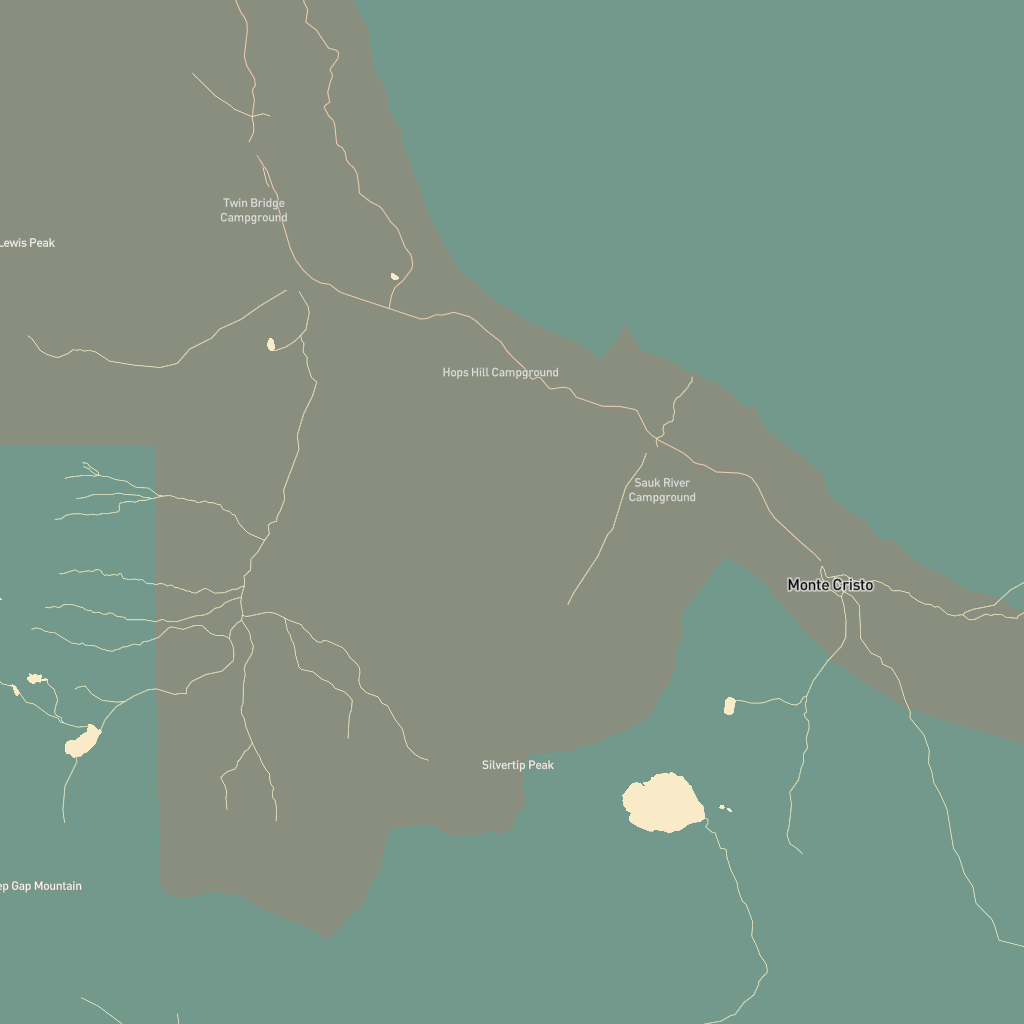 Twin Bridge
Campground
Lewis Peak
Hops Hill Campground
Sauk River
Campground
Monte Cristo
Silvertip Peak
ep Gap Mountain